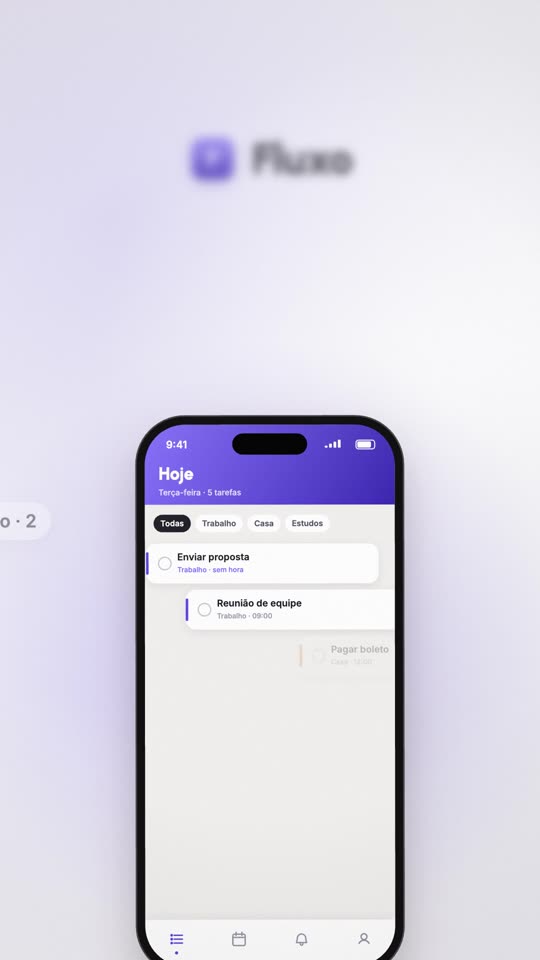 Fluxo
9:41
Hoje
Terça-feira · 5 tarefas
Todas
Trabalho
Casa
Estudos
o · 2
Enviar proposta
Trabalho · sem hora
Reunião de equipe
Trabalho · 09:00
Pagar boleto
Casa · 12:00